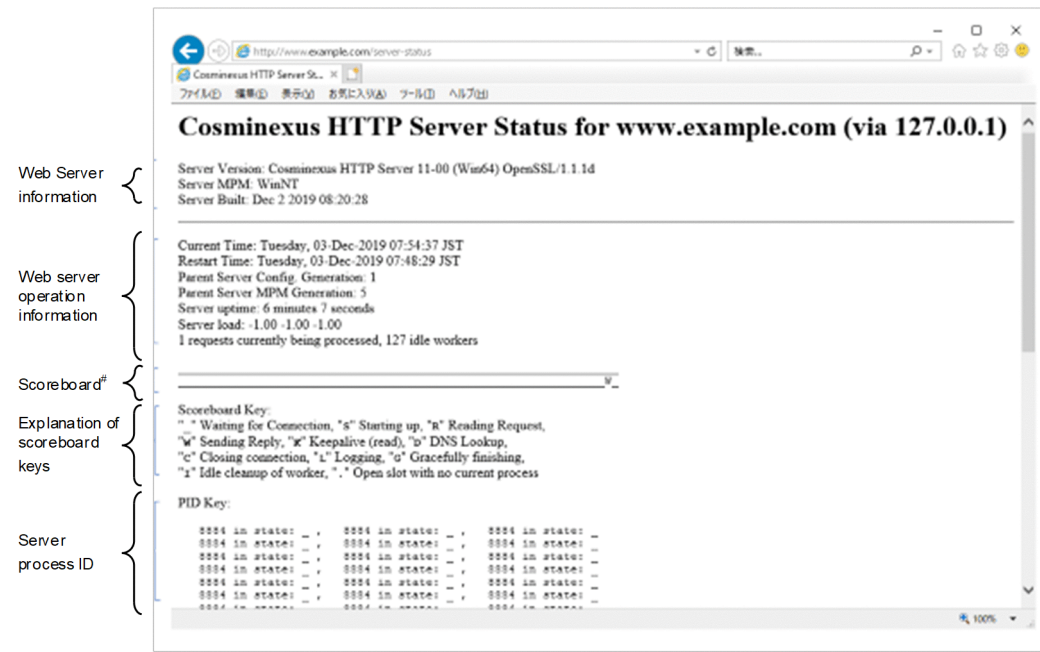 http://www.example.com/server-status
検索...
Cosminexus HTTP Server St...
ファイル(F) 編集(E) 表示(V) お気に入り(A) ツール(T) ヘルプ(H)
Cosminexus HTTP Server Status for www.example.com (via 127.0.0.1)
Web Server
information
Server Version: Cosminexus HTTP Server 11-00 (Win64) OpenSSL/1.1.1d
Server MPM: WinNT
Server Built: Dec 2 2019 08:20:28
Web server
operation
information
Current Time: Tuesday, 03-Dec-2019 07:54:37 JST
Restart Time: Tuesday, 03-Dec-2019 07:48:29 JST
Parent Server Config. Generation: 1
Parent Server MPM Generation: 5
Server uptime: 6 minutes 7 seconds
Server load: -1.00 -1.00 -1.00
1 requests currently being processed, 127 idle workers
Scoreboard#
W_
Explanation of
scoreboard
keys
Scoreboard Key:
"_" Waiting for Connection, "S" Starting up, "R" Reading Request,
"W" Sending Reply, "K" Keepalive (read), "D" DNS Lookup,
"C" Closing connection, "L" Logging, "G" Gracefully finishing,
"I" Idle cleanup of worker, "." Open slot with no current process
Server
process ID
PID Key:
8884 in state: _ , 8884 in state: _ , 8884 in state: _
8884 in state: _ , 8884 in state: _ , 8884 in state: _
8884 in state: _ , 8884 in state: _ , 8884 in state: _
8884 in state: _ , 8884 in state: _ , 8884 in state: _
8884 in state: _ , 8884 in state: _ , 8884 in state: _
8884 in state: _ , 8884 in state: _ , 8884 in state: _
100%